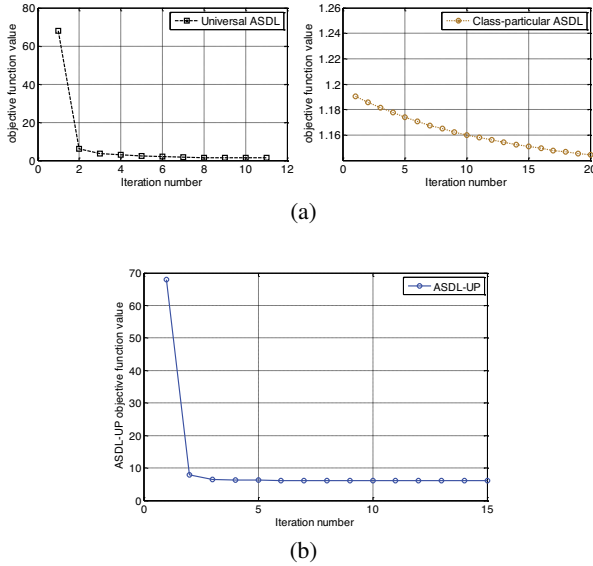 objective function value
80
60
40
20
0
0 2 4 6 8 10 12
Iteration number
Universal ASDL
objective function value
1.26
1.24
1.22
1.2
1.18
1.16
0 5 10 15 20
Iteration number
Class-particular ASDL
(a)
ASDL-UP objective function value
70
60
50
40
30
20
10
0
0 5 10 15
Iteration number
ASDL-UP
(b)